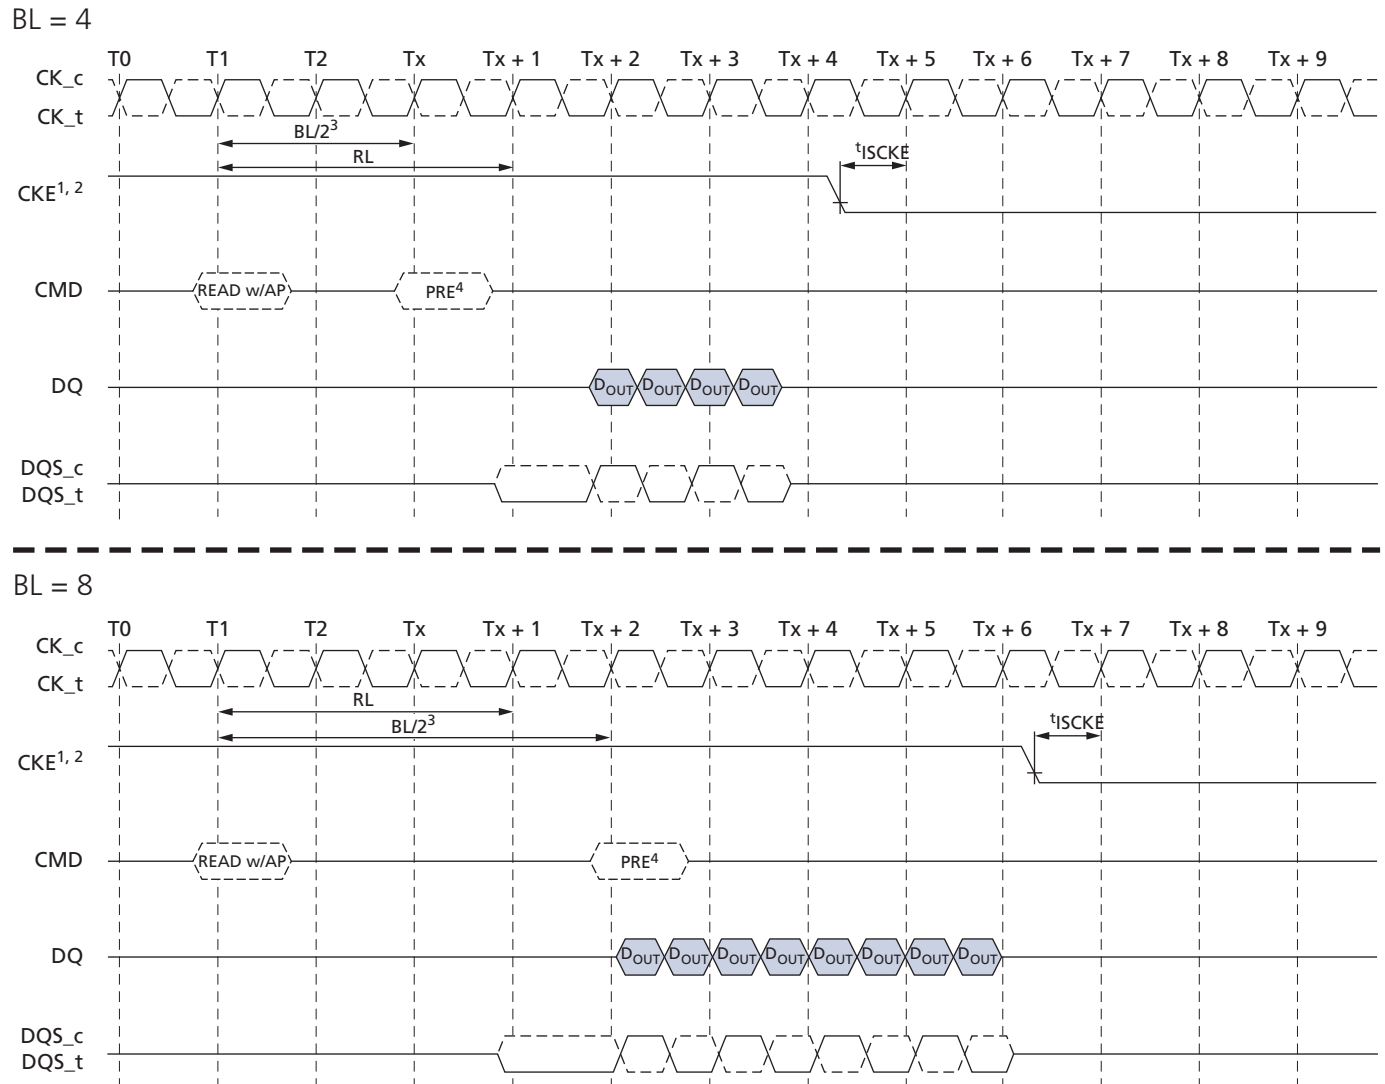 BL = 4
T0 T1 T2 Tx Tx + 1 Tx + 2 Tx + 3 Tx + 4 Tx + 5 Tx + 6 Tx + 7 Tx + 8 Tx + 9
CK_c
CK_t
BL/2³
RL
ᵗISCKE
CKE¹, ²
CMD READ w/AP PRE⁴
DQ DOUT DOUT DOUT DOUT
DQS_c
DQS_t
BL = 8
T0 T1 T2 Tx Tx + 1 Tx + 2 Tx + 3 Tx + 4 Tx + 5 Tx + 6 Tx + 7 Tx + 8 Tx + 9
CK_c
CK_t
RL
BL/2³
ᵗISCKE
CKE¹, ²
CMD READ w/AP PRE⁴
DQ DOUT DOUT DOUT DOUT DOUT DOUT DOUT DOUT
DQS_c
DQS_t